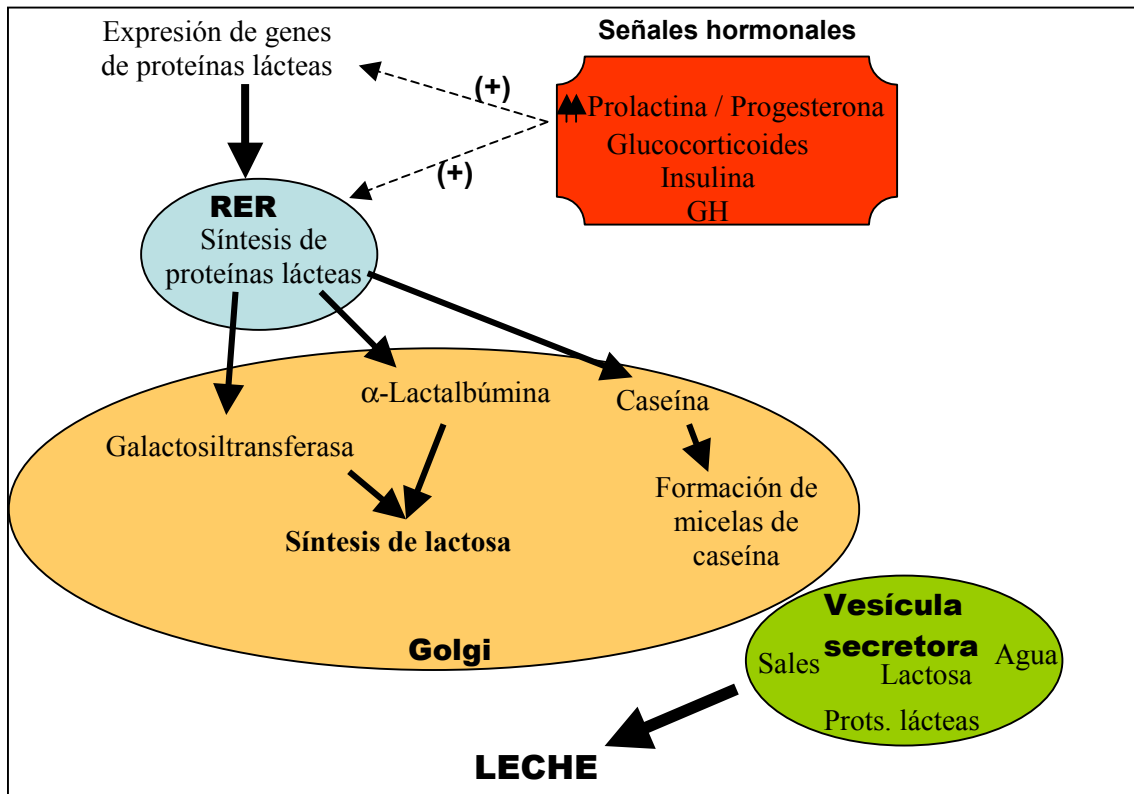 Expresión de genes
de proteínas lácteas
Señales hormonales
(+)
(+)
Prolactina / Progesterona
Glucocorticoides
Insulina
GH
RER
Síntesis de
proteínas lácteas
α-Lactalbúmina
Caseína
Galactosiltransferasa
Formación de
micelas de
caseína
Síntesis de lactosa
Golgi
Vesícula
secretora
Sales
Lactosa
Agua
Prots. lácteas
LECHE